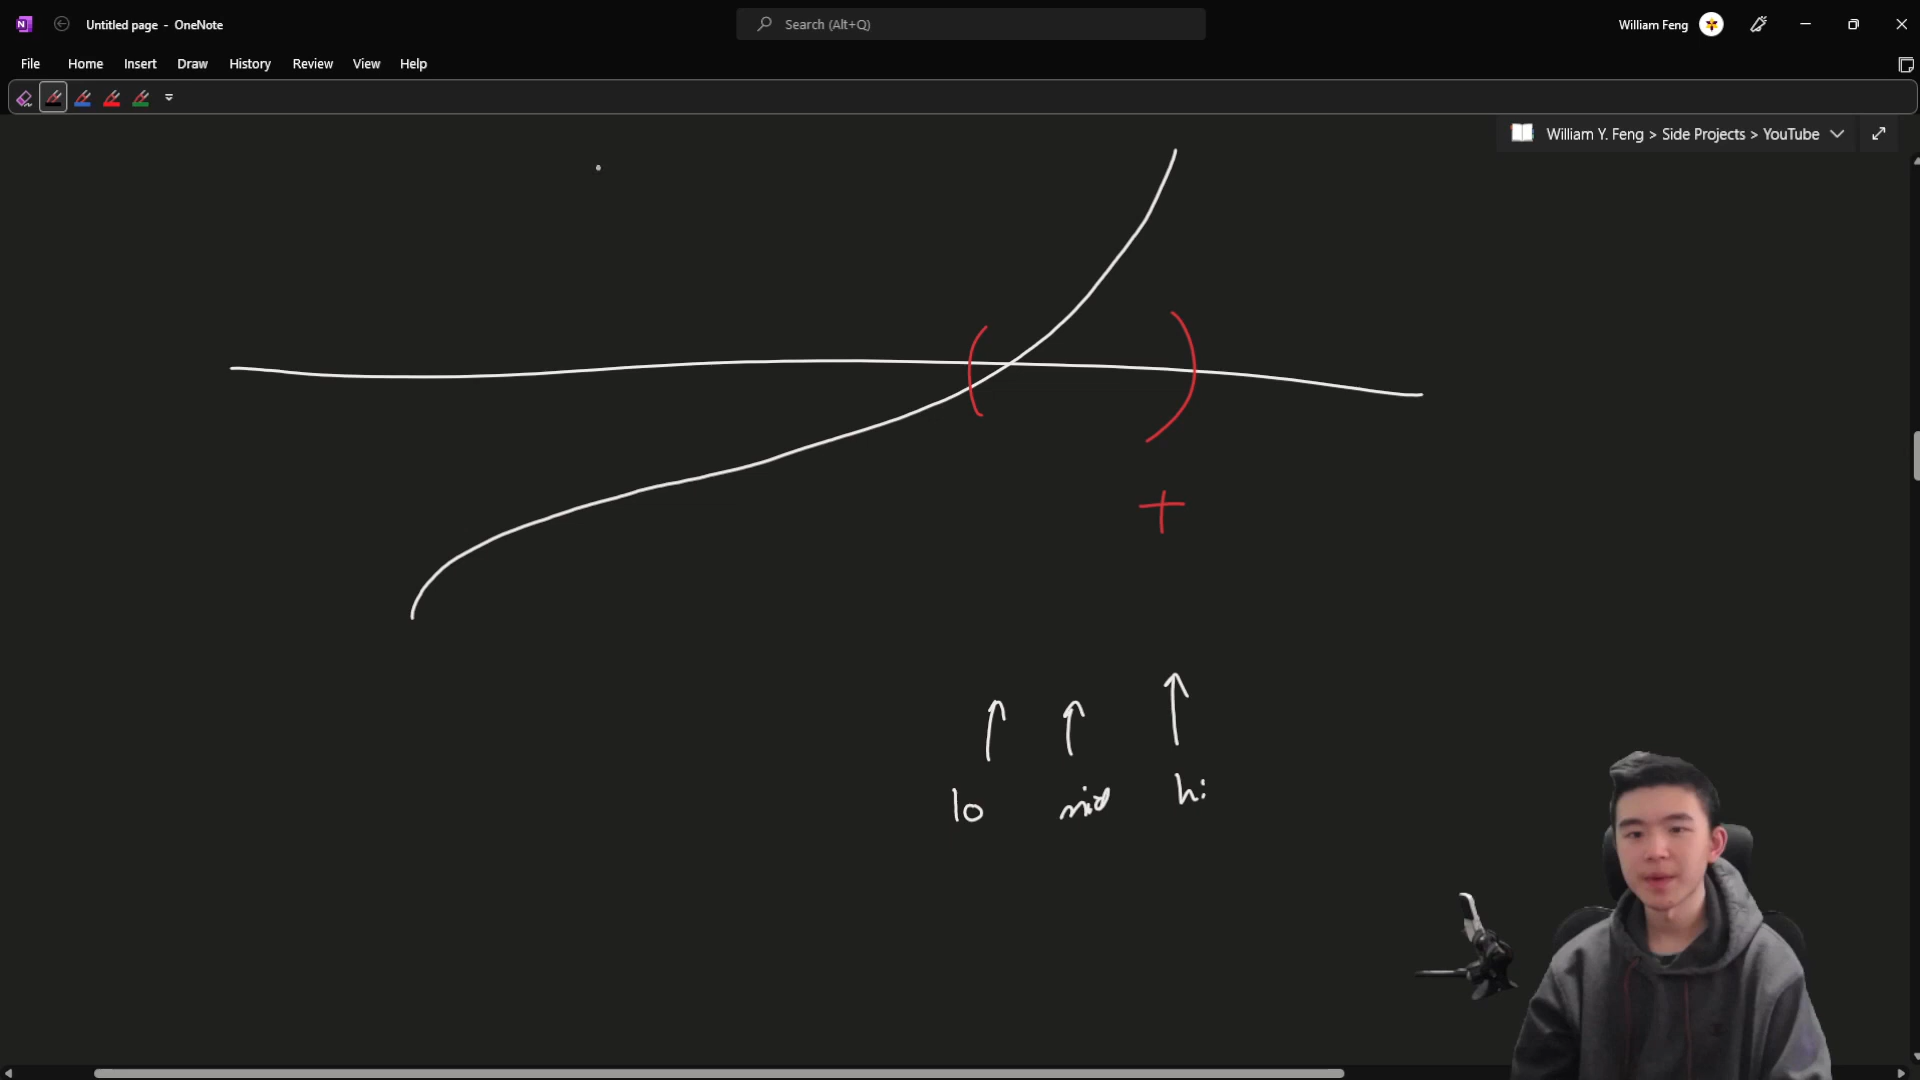 Untitled page - OneNote
Search (Alt+Q)
William Feng
File Home Insert Draw History Review View Help
William Y. Feng > Side Projects > YouTube
+
lo mid hi